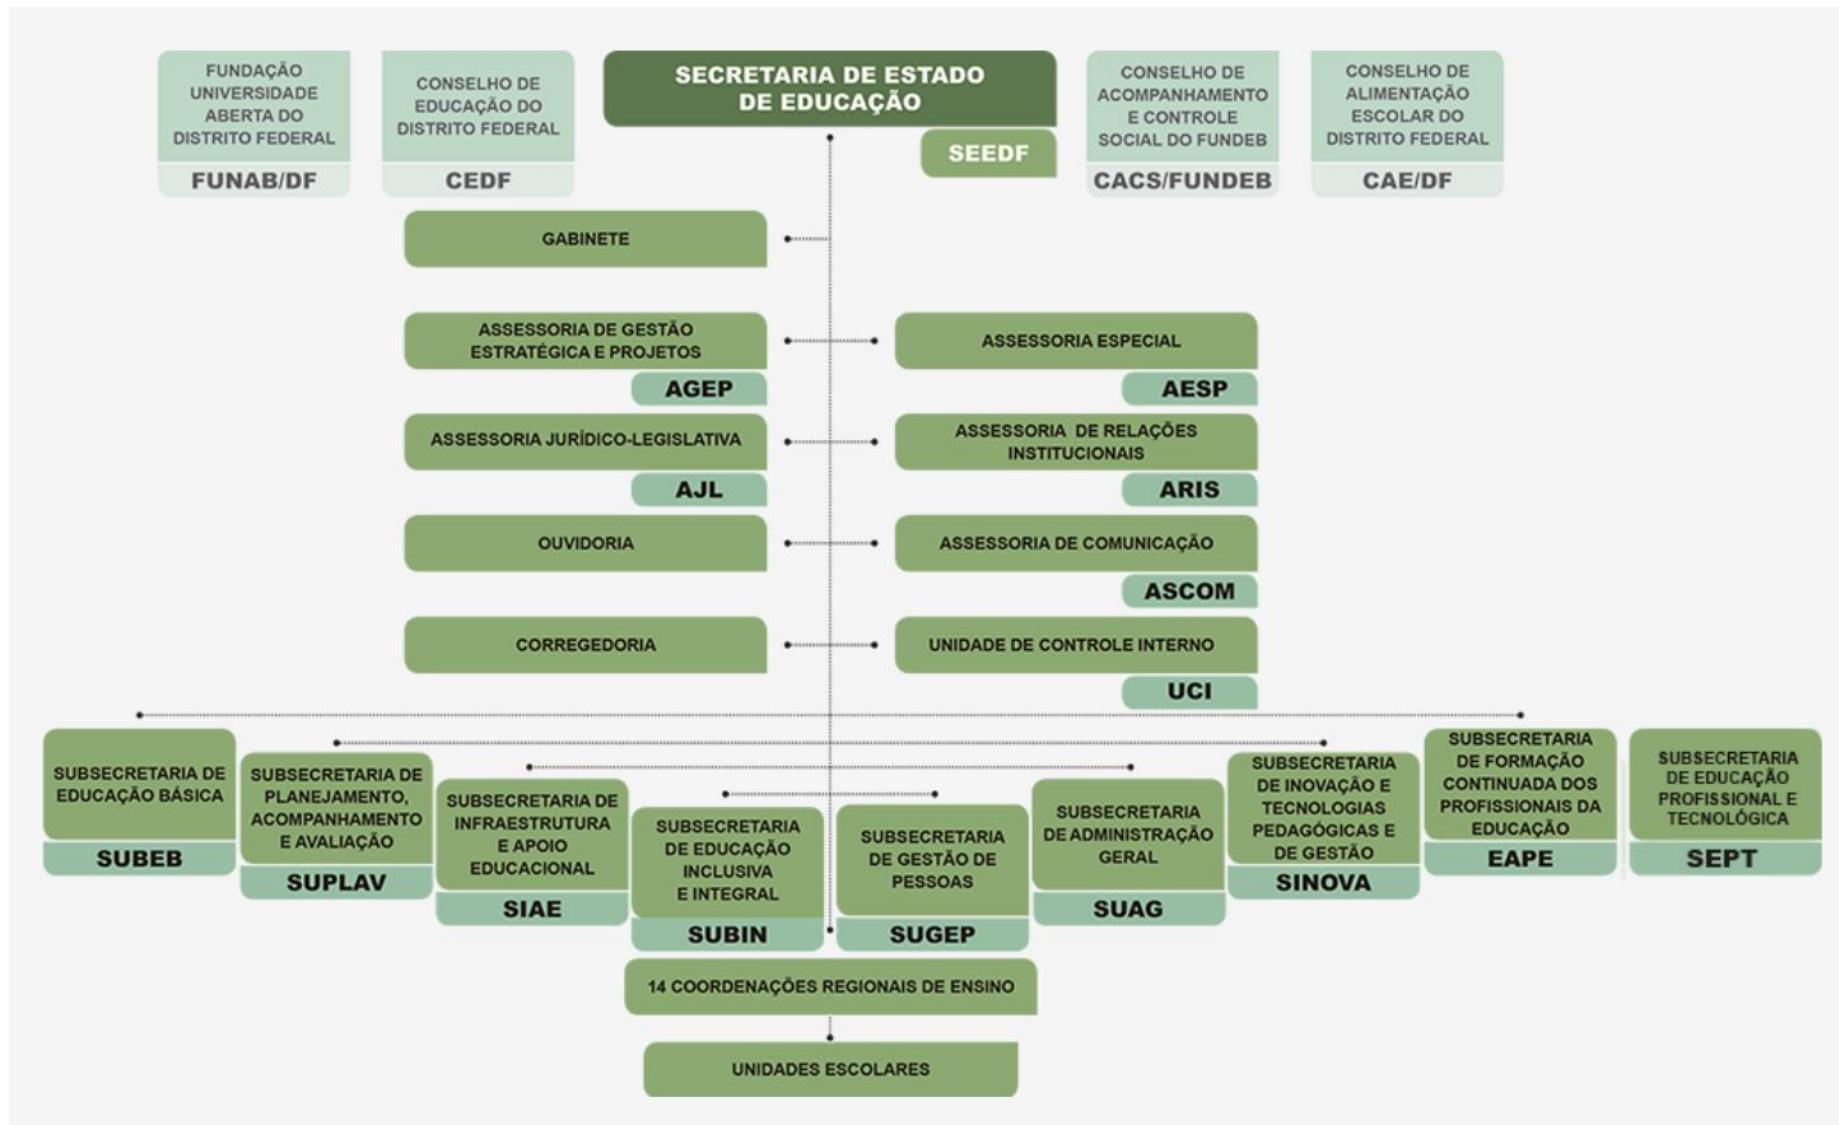 FUNDAÇÃO
UNIVERSIDADE
ABERTA DO
DISTRITO FEDERAL
FUNAB/DF
CONSELHO DE
EDUCAÇÃO DO
DISTRITO FEDERAL
CEDF
SECRETARIA DE ESTADO
DE EDUCAÇÃO
SEEDF
CONSELHO DE
ACOMPANHAMENTO
E CONTROLE
SOCIAL DO FUNDEB
CACS/FUNDEB
CONSELHO DE
ALIMENTAÇÃO
ESCOLAR DO
DISTRITO FEDERAL
CAE/DF
GABINETE
ASSESSORIA DE GESTÃO
ESTRATÉGICA E PROJETOS
AGEP
ASSESSORIA ESPECIAL
AESP
ASSESSORIA JURÍDICO-LEGISLATIVA
AJL
ASSESSORIA DE RELAÇÕES
INSTITUCIONAIS
ARIS
OUVIDORIA
ASSESSORIA DE COMUNICAÇÃO
ASCOM
CORREGEDORIA
UNIDADE DE CONTROLE INTERNO
UCI
SUBSECRETARIA DE
EDUCAÇÃO BÁSICA
SUBEB
SUBSECRETARIA DE
PLANEJAMENTO,
ACOMPANHAMENTO
E AVALIAÇÃO
SUPLAV
SUBSECRETARIA DE
INFRAESTRUTURA
E APOIO
EDUCACIONAL
SIAE
SUBSECRETARIA
DE EDUCAÇÃO
INCLUSIVA
E INTEGRAL
SUBIN
SUBSECRETARIA
DE GESTÃO DE
PESSOAS
SUGEP
SUBSECRETARIA
DE ADMINISTRAÇÃO
GERAL
SUAG
SUBSECRETARIA
DE INOVAÇÃO E
TECNOLOGIAS
PEDAGÓGICAS E
DE GESTÃO
SINOVA
SUBSECRETARIA
DE FORMAÇÃO
CONTINUADA DOS
PROFISSIONAIS DA
EDUCAÇÃO
EAPE
SUBSECRETARIA
DE EDUCAÇÃO
PROFISSIONAL E
TECNOLÓGICA
SEPT
14 COORDENAÇÕES REGIONAIS DE ENSINO
UNIDADES ESCOLARES